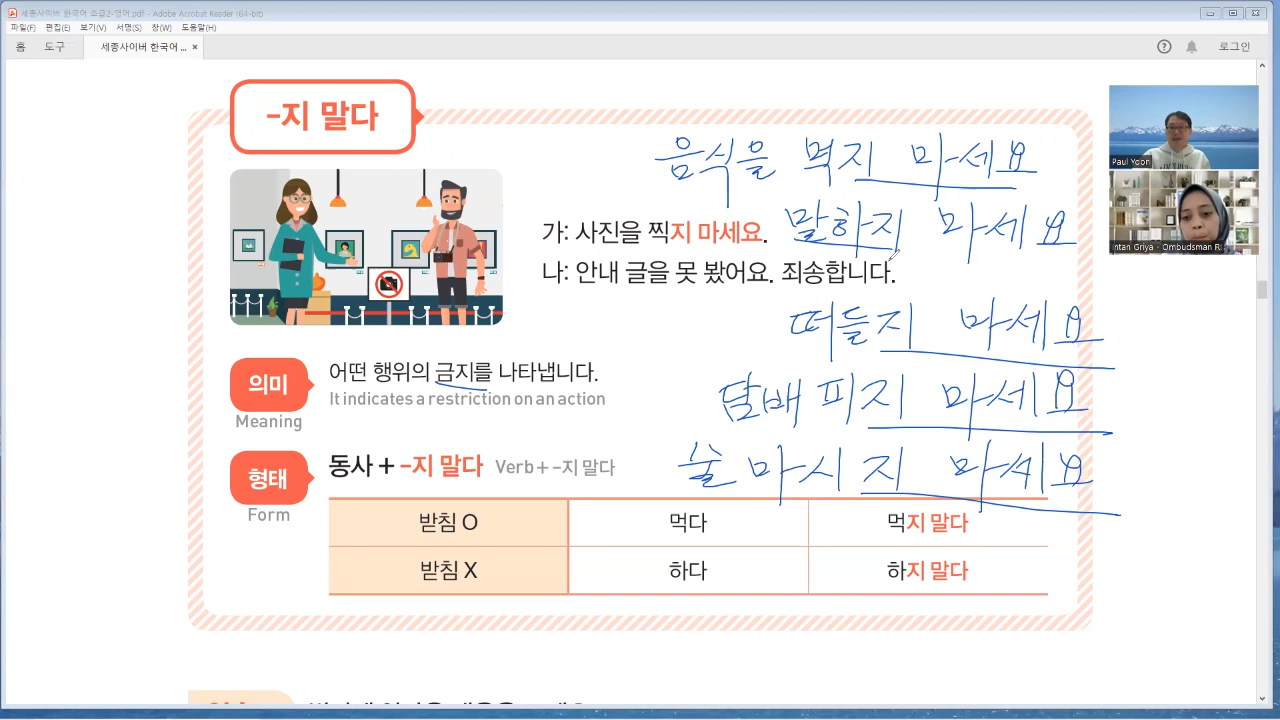 세종사이버 한국어 초급2-영어.pdf - Adobe Acrobat Reader (64-bit)
파일(F) 편집(E) 보기(V) 서명(S) 창(W) 도움말(H)
홈 도구 세종사이버 한국어 ... × 로그인
-지 말다
음식을 먹지 마세요
가: 사진을 찍지 마세요. 말하지 마세요
나: 안내 글을 못 봤어요. 죄송합니다.
떠들지 마세요
의미
Meaning
어떤 행위의 금지를 나타냅니다.
It indicates a restriction on an action
담배 피지 마세요
형태
Form
동사 + -지 말다 Verb + -지 말다
술 마시지 마세요
받침 O 먹다 먹지 말다
받침 X 하다 하지 말다
Paul Yoon
Intan Griya - Ombudsman R.